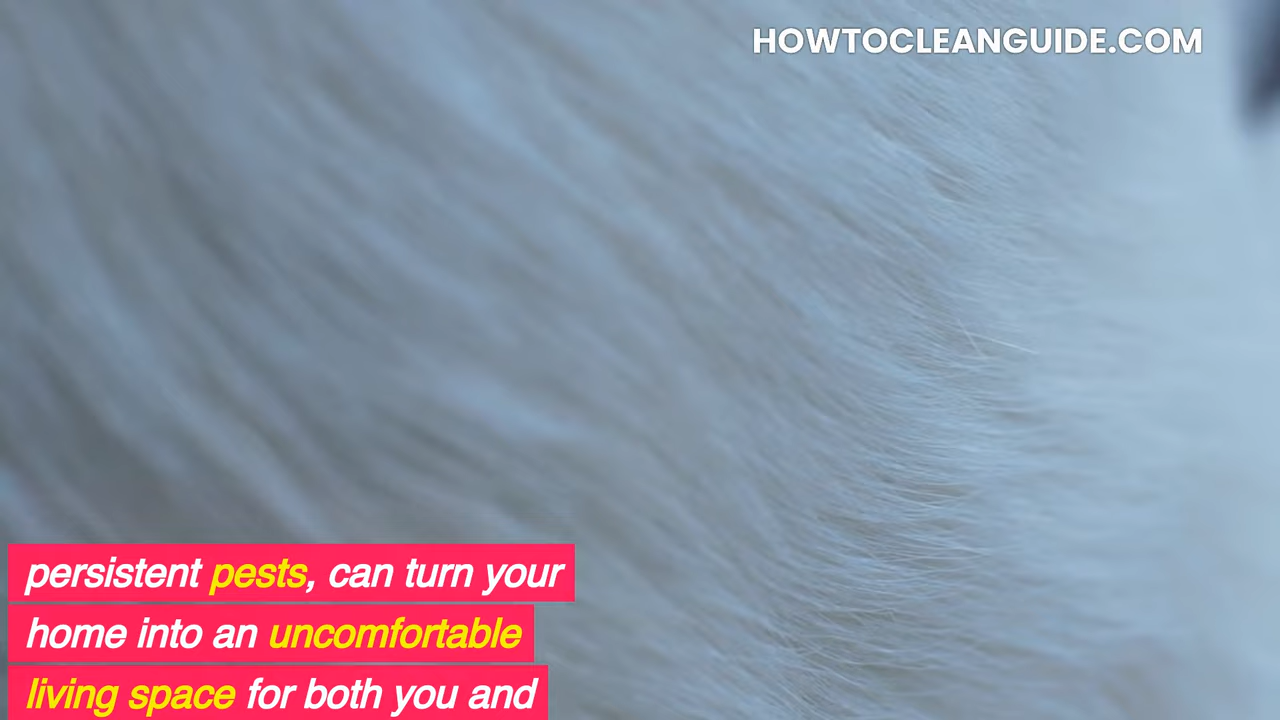 HOWTOCLEANGUIDE.COM
persistent pests, can turn your
home into an uncomfortable
living space for both you and